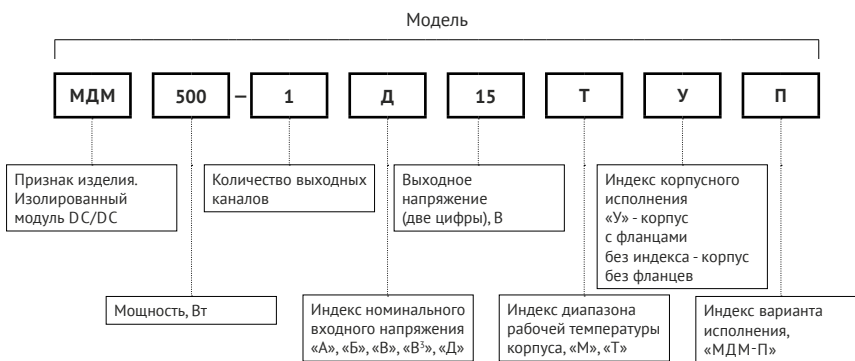 Модель
МДМ 500 – 1 Д 15 Т У П
Признак изделия.
Изолированный
модуль DC/DC
Количество выходных
каналов
Выходное
напряжение
(две цифры), В
Индекс корпусного
исполнения
«У» - корпус
с фланцами
без индекса - корпус
без фланцев
Мощность, Вт
Индекс номинального
входного напряжения
«А», «Б», «В», «В³», «Д»
Индекс диапазона
рабочей температуры
корпуса, «М», «Т»
Индекс варианта
исполнения,
«МДМ-П»